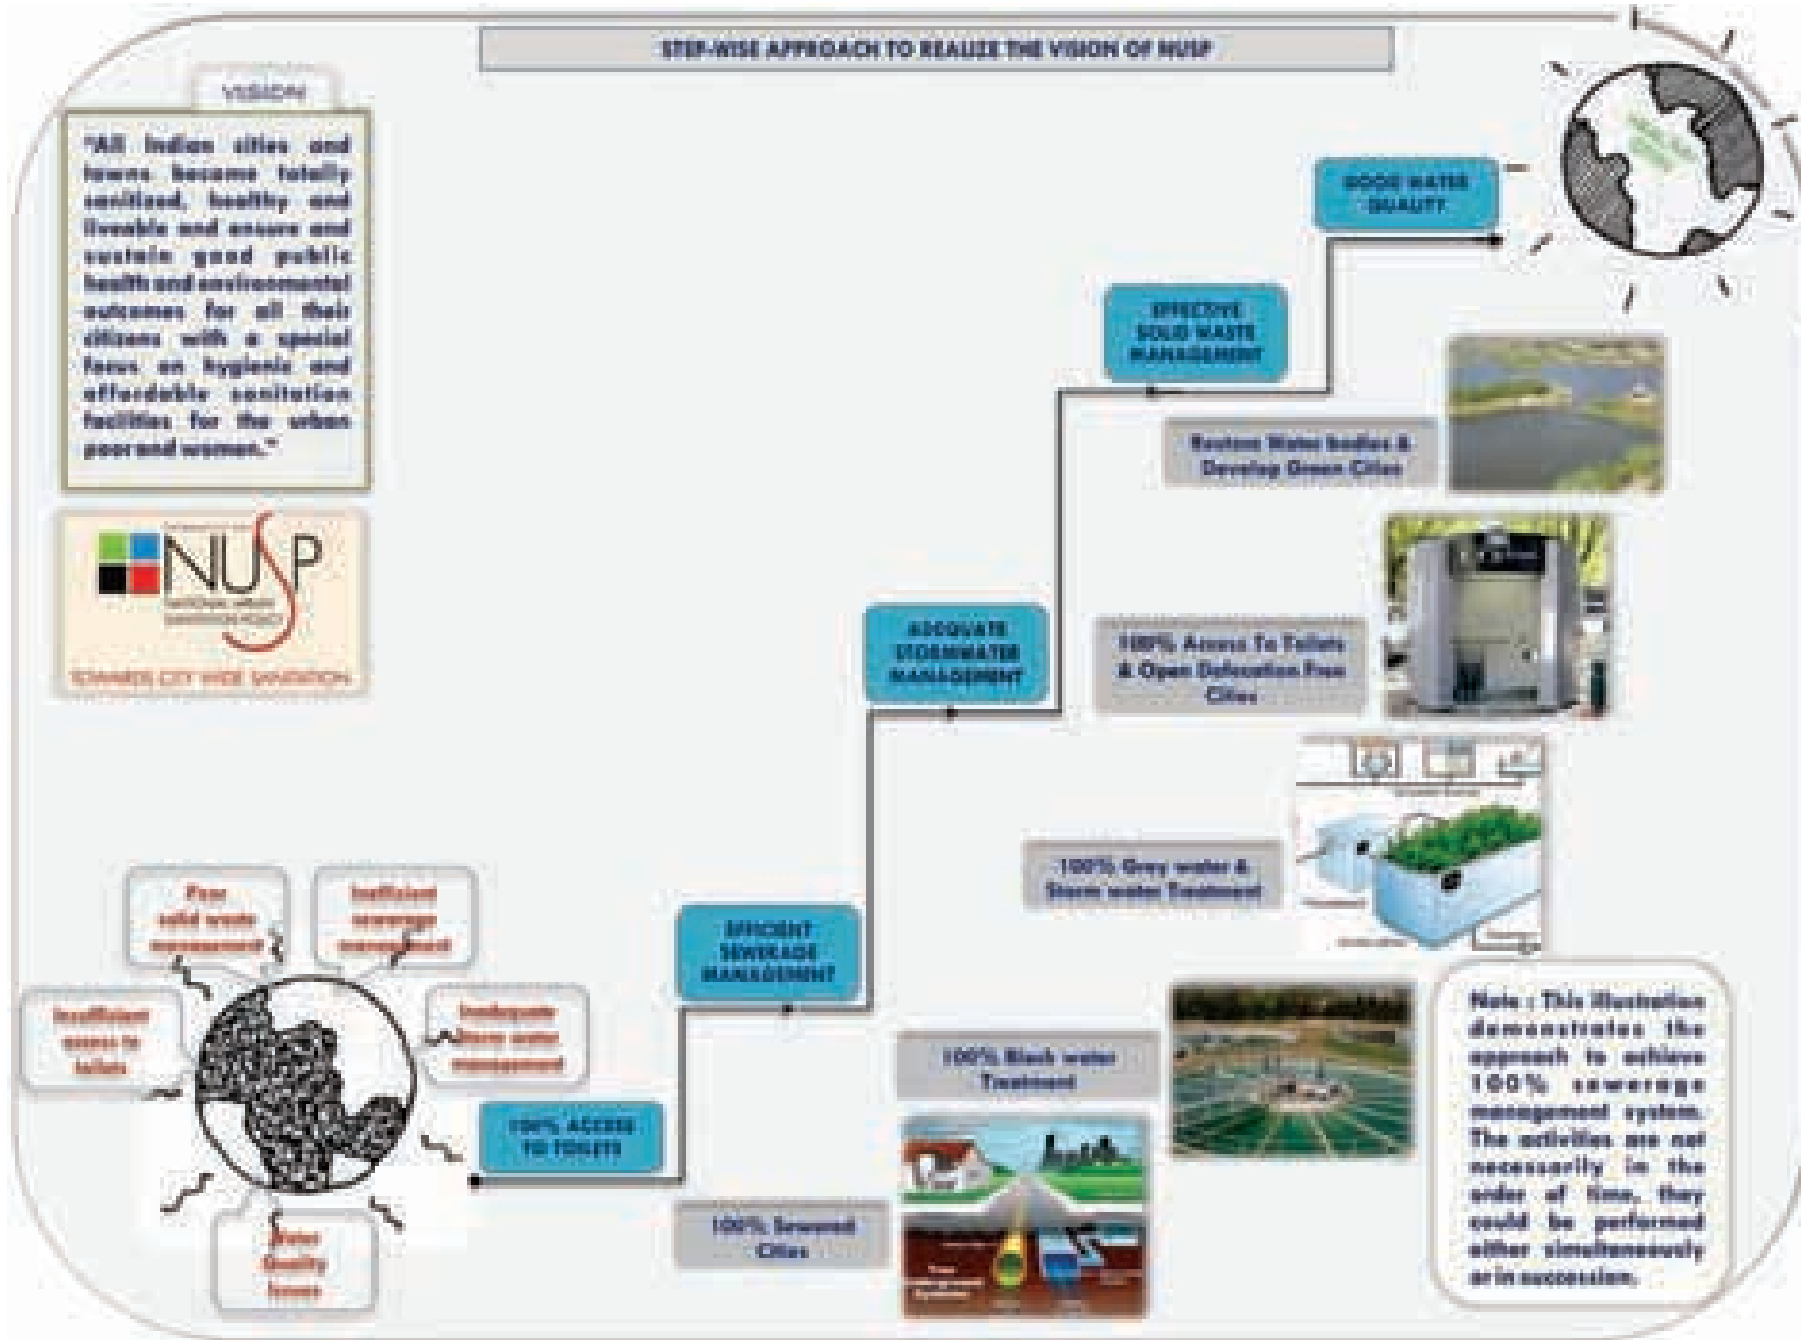 STEP-WISE APPROACH TO REALIZE THE VISION OF NUSP
VISION
"All Indian cities and
towns become totally
sanitized, healthy and
liveable and ensure and
sustain good public
health and environmental
outcomes for all their
citizens with a special
focus on hygienic and
affordable sanitation
facilities for the urban
poor and women."
NUSP
NATIONAL URBAN
SANITATION POLICY
TOWARDS CITY WIDE SANITATION
GOOD WATER
QUALITY
EFFECTIVE
SOLID WASTE
MANAGEMENT
Restore Water bodies &
Develop Green Cities
ADEQUATE
STORMWATER
MANAGEMENT
100% Access To Toilets
& Open Defecation Free
Cities
100% Grey water &
Storm water Treatment
EFFICIENT
SEWERAGE
MANAGEMENT
100% Black water
Treatment
100% ACCESS
TO TOILETS
100% Sewered
Cities
Poor
solid waste
management
Inefficient
sewerage
management
Insufficient
access to
toilets
Inadequate
Storm water
management
Water
Quality
Issues
Note : This illustration
demonstrates the
approach to achieve
100% sewerage
management system.
The activities are not
necessarily in the
order of time, they
could be performed
either simultaneously
or in succession.